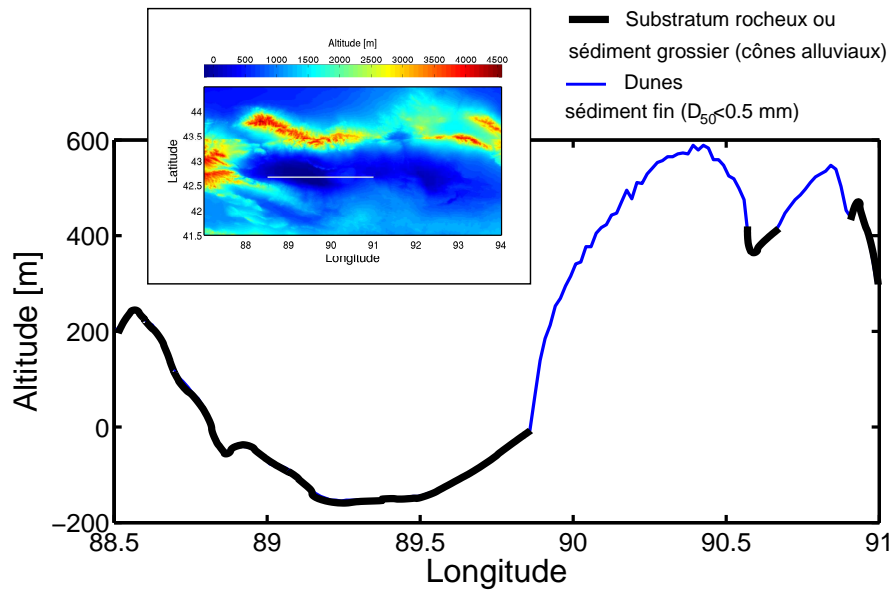 Substratum rocheux ou
sédiment grossier (cônes alluviaux)
Dunes
sédiment fin (D50<0.5 mm)
Altitude [m]
0 500 1000 1500 2000 2500 3000 3500 4000 4500
44
43.5
43
42.5
42
41.5
Latitude
88 89 90 91 92 93 94
Longitude
600
400
200
0
−200
Altitude [m]
88.5 89 89.5 90 90.5 91
Longitude